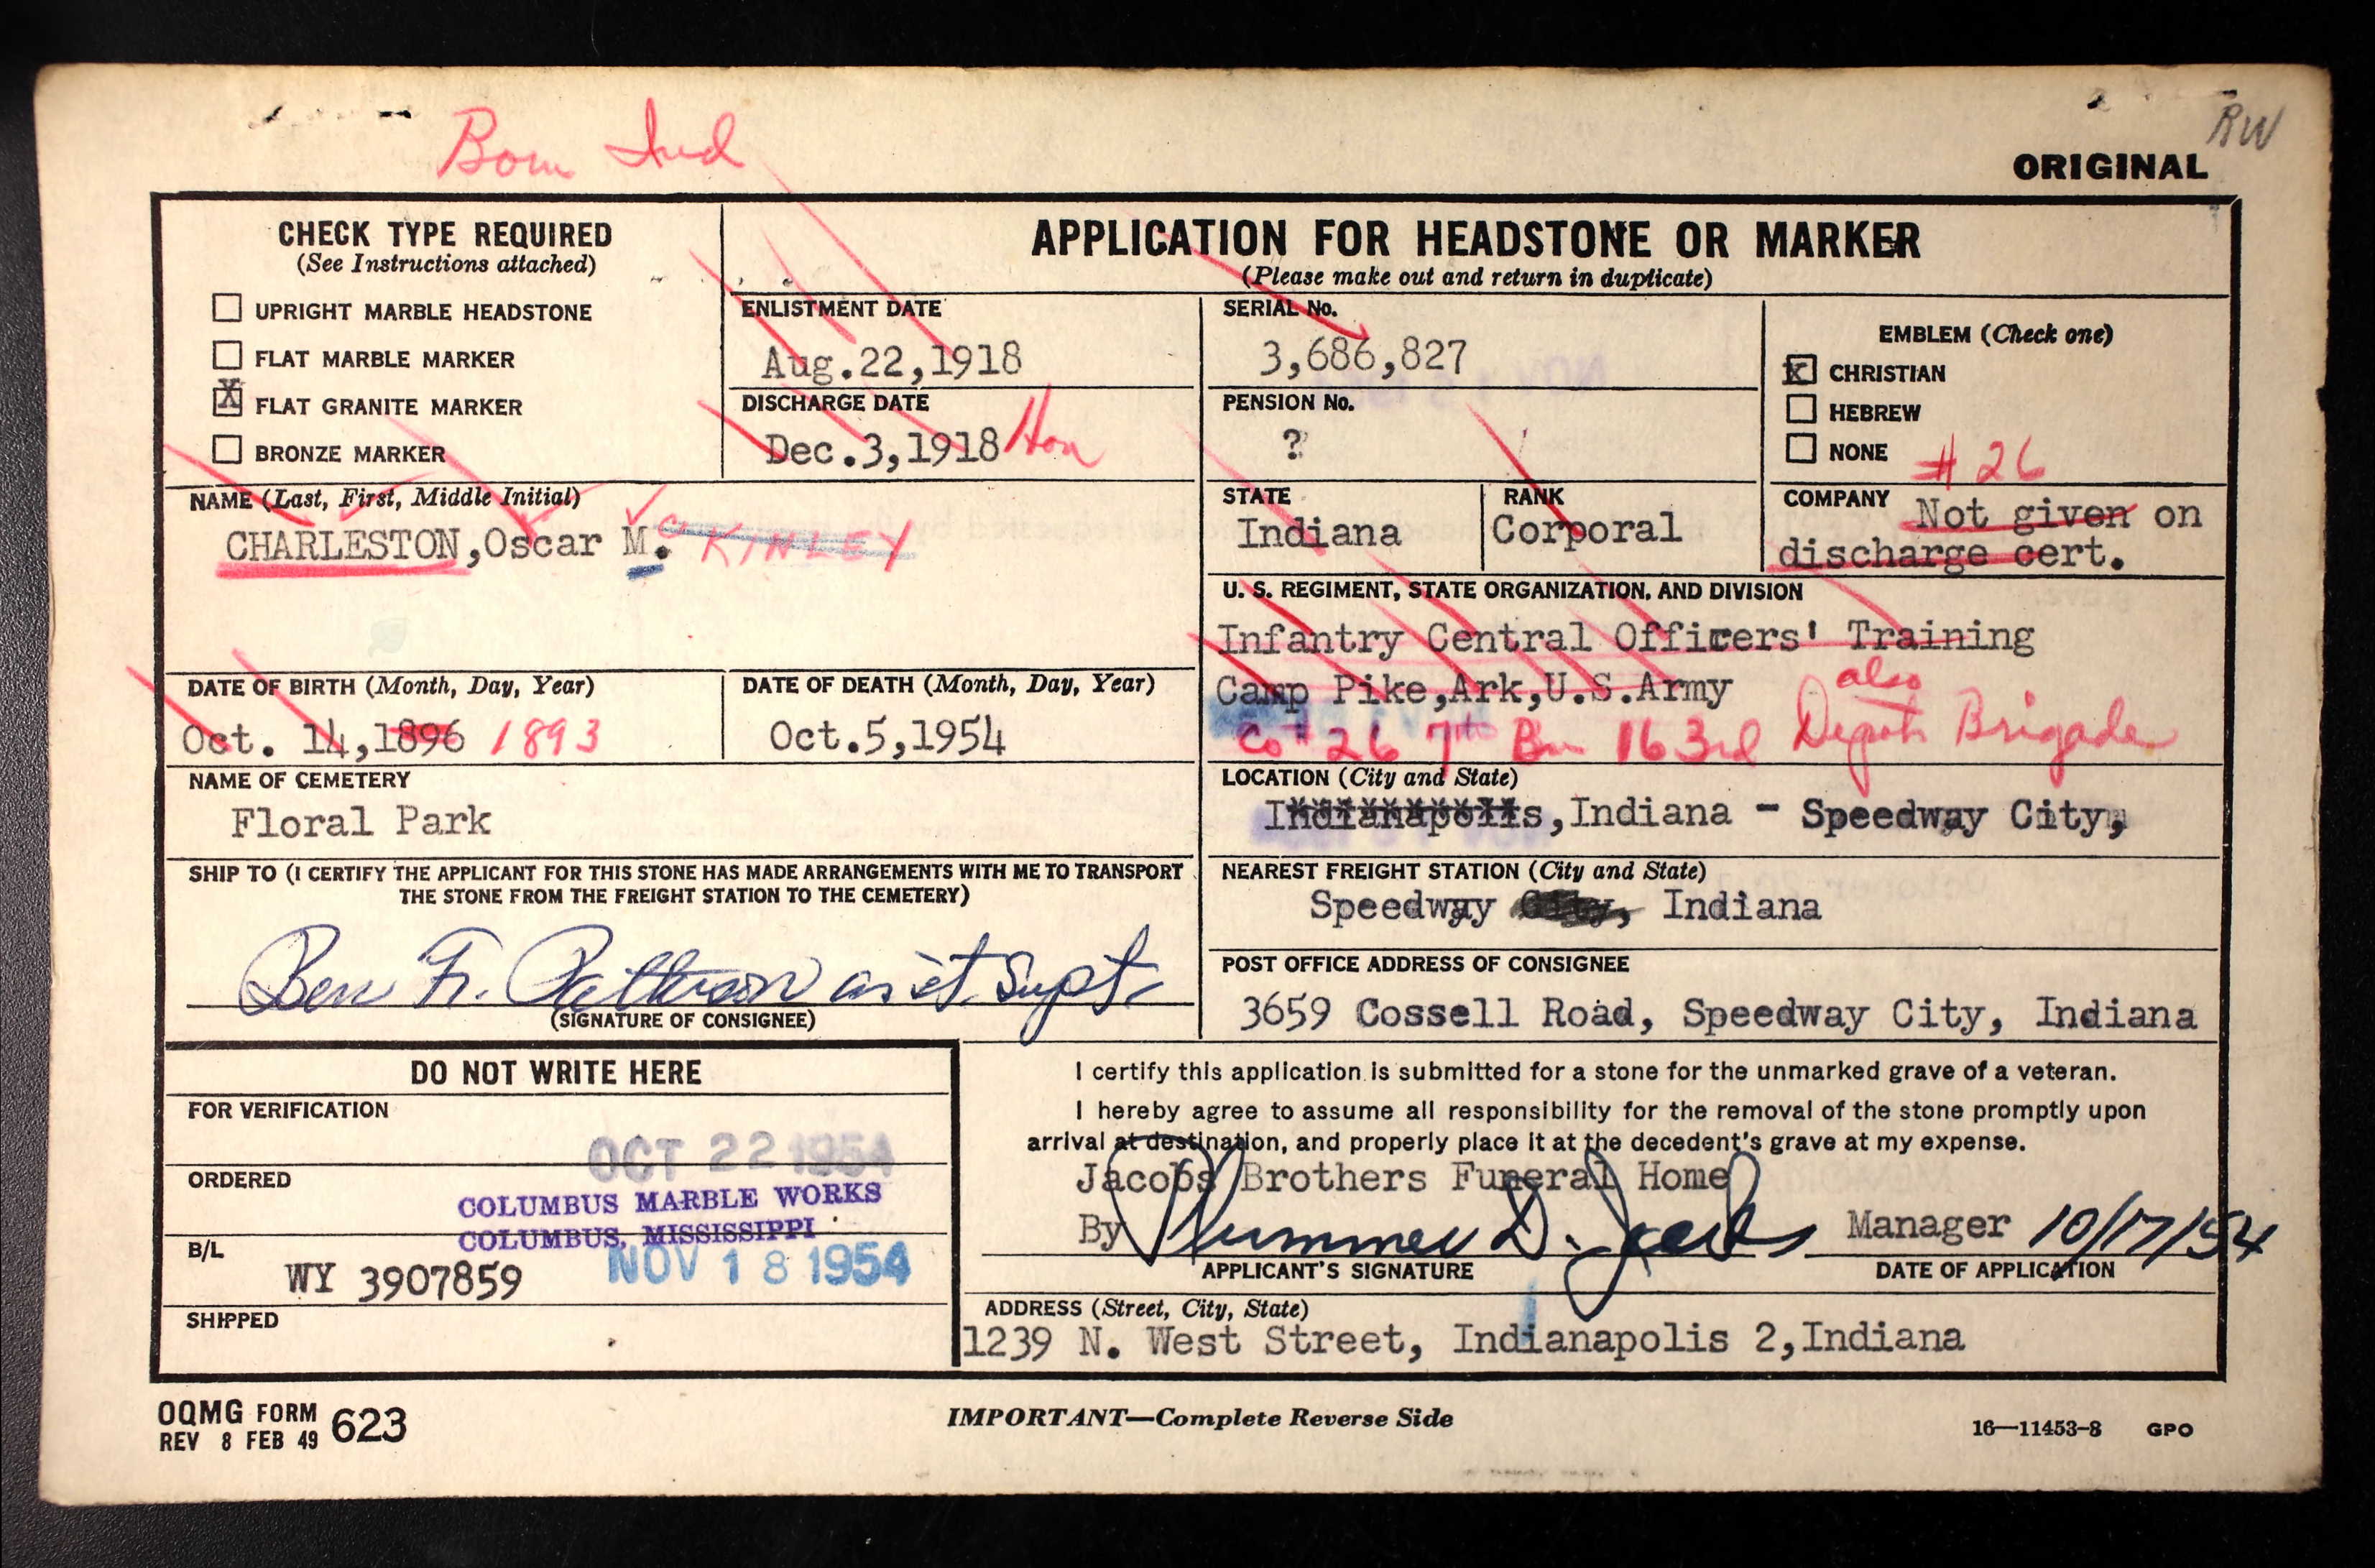 Born Ind
RW
ORIGINAL
CHECK TYPE REQUIRED
(See Instructions attached)
UPRIGHT MARBLE HEADSTONE
FLAT MARBLE MARKER
X FLAT GRANITE MARKER
BRONZE MARKER
APPLICATION FOR HEADSTONE OR MARKER
(Please make out and return in duplicate)
ENLISTMENT DATE
Aug.22,1918
DISCHARGE DATE
Dec.3,1918 Hon
SERIAL No.
3,686,827
PENSION No.
?
EMBLEM (Check one)
x CHRISTIAN
HEBREW
NONE
NAME (Last, First, Middle Initial)
CHARLESTON,Oscar M. c KINLEY
STATE
Indiana
RANK
Corporal
# 26
COMPANY Not given on
discharge cert.
U. S. REGIMENT, STATE ORGANIZATION, AND DIVISION
Infantry Central Officers' Training
Camp Pike,Ark,U.S.Army also
Co # 26 7th Bn 163rd Depot Brigade
DATE OF BIRTH (Month, Day, Year)
Oct. 14,1896 1893
DATE OF DEATH (Month, Day, Year)
Oct.5,1954
NAME OF CEMETERY
Floral Park
LOCATION (City and State)
Indianapolis,Indiana - Speedway City,
SHIP TO (I CERTIFY THE APPLICANT FOR THIS STONE HAS MADE ARRANGEMENTS WITH ME TO TRANSPORT
THE STONE FROM THE FREIGHT STATION TO THE CEMETERY)
Ben F. Patterson asst Supt.
(SIGNATURE OF CONSIGNEE)
NEAREST FREIGHT STATION (City and State)
Speedway City, Indiana
POST OFFICE ADDRESS OF CONSIGNEE
3659 Cossell Road, Speedway City, Indiana
DO NOT WRITE HERE
FOR VERIFICATION
OCT 22 1954
ORDERED
COLUMBUS MARBLE WORKS
COLUMBUS, MISSISSIPPI
B/L
WY 3907859
NOV 18 1954
SHIPPED
I certify this application is submitted for a stone for the unmarked grave of a veteran.
I hereby agree to assume all responsibility for the removal of the stone promptly upon
arrival at destination, and properly place it at the decedent's grave at my expense.
Jacobs Brothers Funeral Home
By Plummer D. Jacobs Manager 10/17/54
APPLICANT'S SIGNATURE
DATE OF APPLICATION
ADDRESS (Street, City, State)
1239 N. West Street, Indianapolis 2,Indiana
OQMG FORM 623
REV 8 FEB 49
IMPORTANT—Complete Reverse Side
16—11453-8 GPO